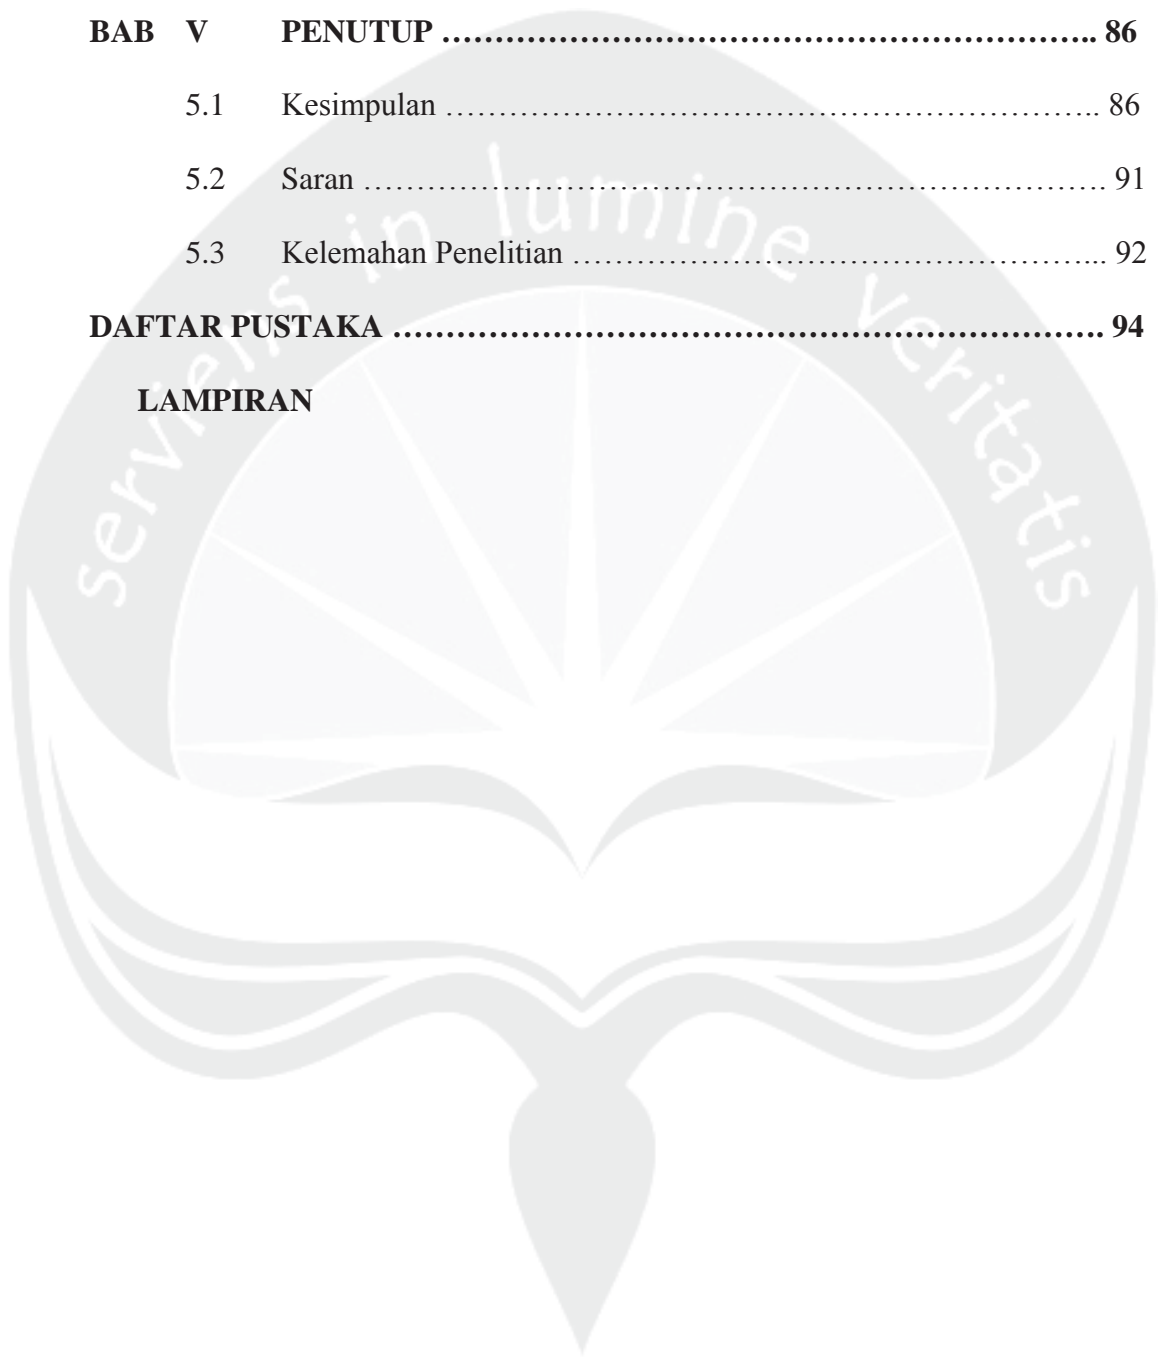 BAB V PENUTUP ……………………………………………………….. 86
5.1 Kesimpulan ……………………………………………………….. 86
5.2 Saran ………………………………………………………………. 91
5.3 Kelemahan Penelitian ……………………………………………... 92
DAFTAR PUSTAKA ……………………………………………………………. 94
LAMPIRAN
serviens in lumine veritatis